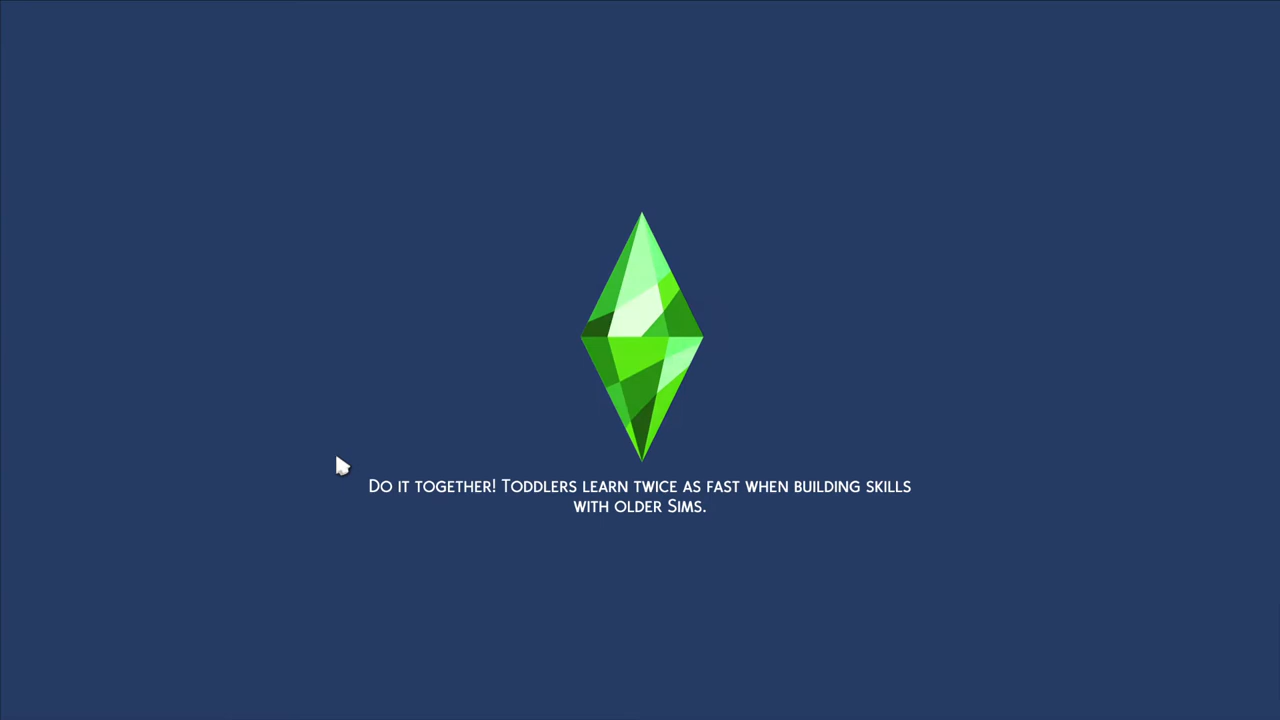 Do it together! Toddlers learn twice as fast when building skills
with older Sims.